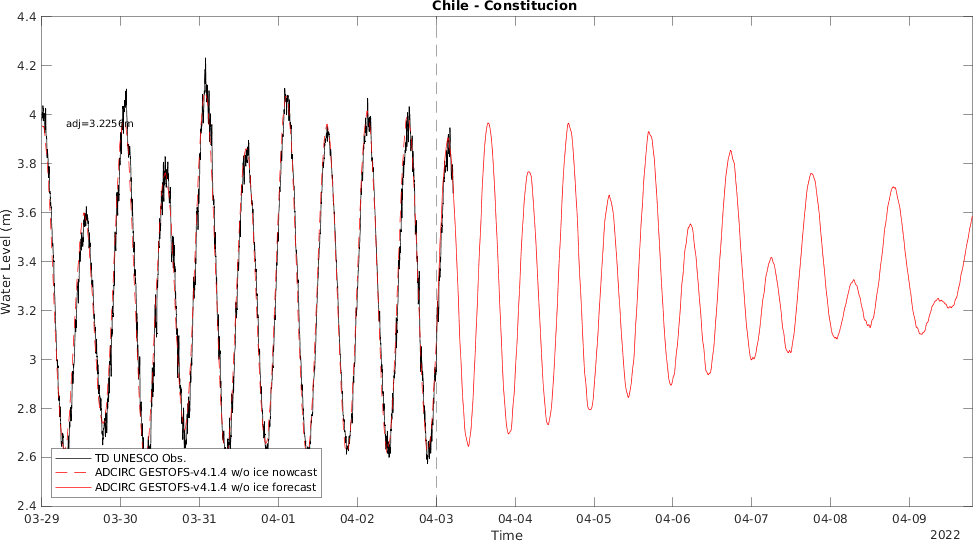 Chile - Constitucion
4.4
4.2
4
3.8
3.6
3.4
3.2
3
2.8
2.6
2.4
Water Level (m)
adj=3.2256m
TD UNESCO Obs.
ADCIRC GESTOFS-v4.1.4 w/o ice nowcast
ADCIRC GESTOFS-v4.1.4 w/o ice forecast
03-29 03-30 03-31 04-01 04-02 04-03 04-04 04-05 04-06 04-07 04-08 04-09
Time
2022